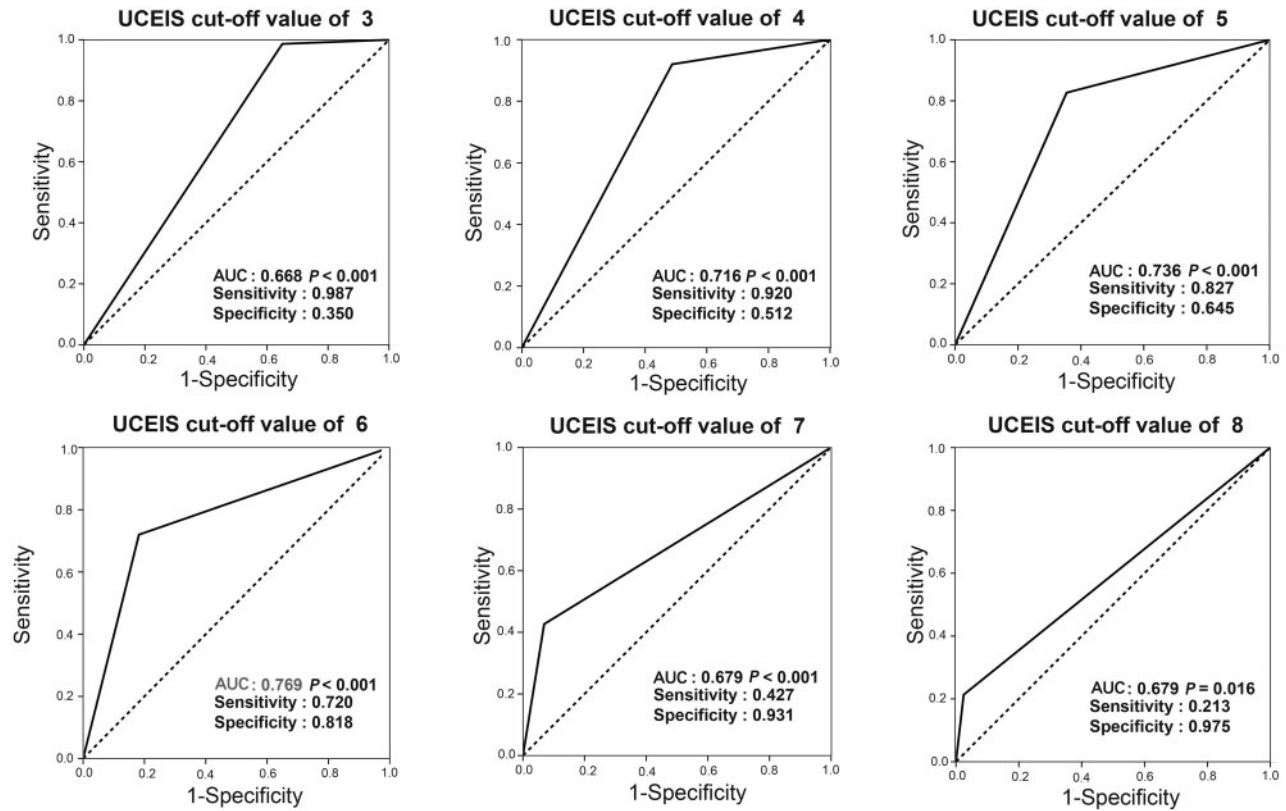 UCEIS cut-off value of 3
1.0
0.8
0.6
0.4
0.2
0.0
Sensitivity
AUC : 0.668 P < 0.001
Sensitivity : 0.987
Specificity : 0.350
0.0 0.2 0.4 0.6 0.8 1.0
1-Specificity
UCEIS cut-off value of 4
1.0
0.8
0.6
0.4
0.2
0.0
Sensitivity
AUC : 0.716 P < 0.001
Sensitivity : 0.920
Specificity : 0.512
0.0 0.2 0.4 0.6 0.8 1.0
1-Specificity
UCEIS cut-off value of 5
1.0
0.8
0.6
0.4
0.2
0.0
Sensitivity
AUC : 0.736 P < 0.001
Sensitivity : 0.827
Specificity : 0.645
0.0 0.2 0.4 0.6 0.8 1.0
1-Specificity
UCEIS cut-off value of 6
1.0
0.8
0.6
0.4
0.2
0.0
Sensitivity
AUC : 0.769 P < 0.001
Sensitivity : 0.720
Specificity : 0.818
0.0 0.2 0.4 0.6 0.8 1.0
1-Specificity
UCEIS cut-off value of 7
1.0
0.8
0.6
0.4
0.2
0.0
Sensitivity
AUC : 0.679 P < 0.001
Sensitivity : 0.427
Specificity : 0.931
0.0 0.2 0.4 0.6 0.8 1.0
1-Specificity
UCEIS cut-off value of 8
1.0
0.8
0.6
0.4
0.2
0.0
Sensitivity
AUC : 0.679 P = 0.016
Sensitivity : 0.213
Specificity : 0.975
0.0 0.2 0.4 0.6 0.8 1.0
1-Specificity